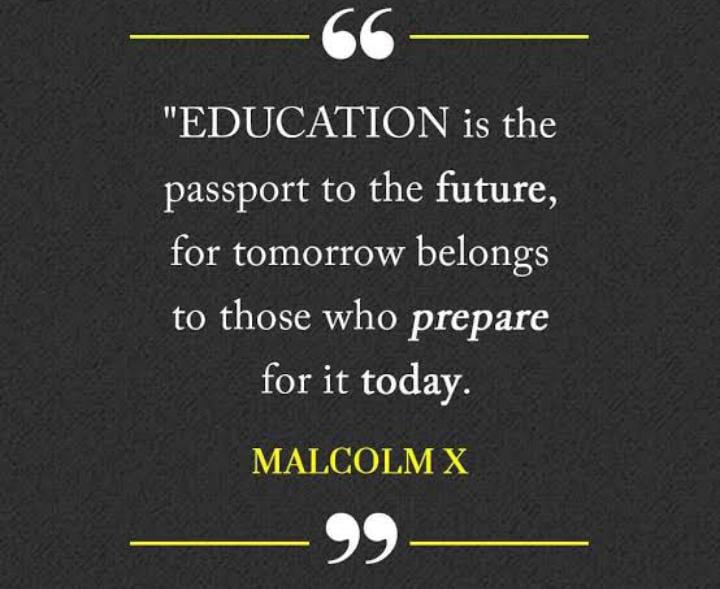 “
"EDUCATION is the
passport to the future,
for tomorrow belongs
to those who prepare
for it today.
MALCOLM X
”